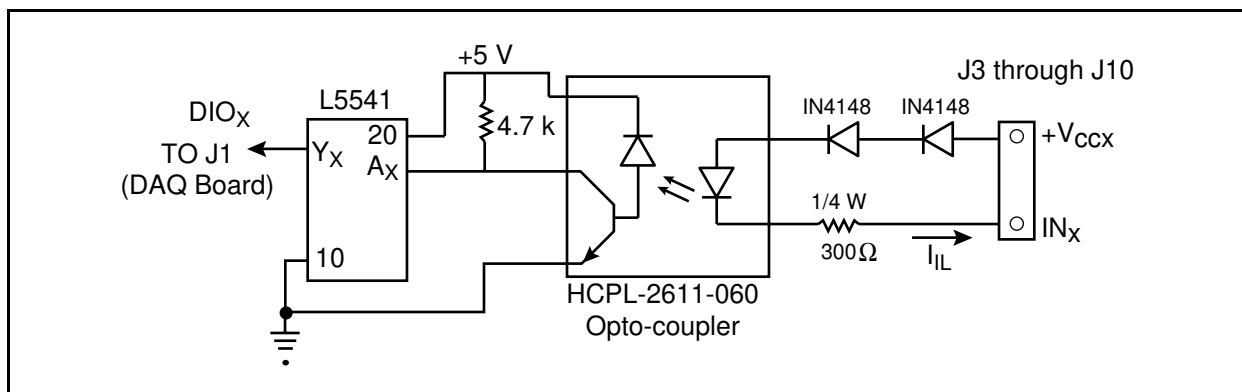 +5 V
J3 through J10
L5541
IN4148 IN4148
DIOX
20
4.7 k
+VCCX
TO J1
YX
(DAQ Board)
AX
1/4 W
10
300Ω
IIL
INX
HCPL-2611-060
Opto-coupler